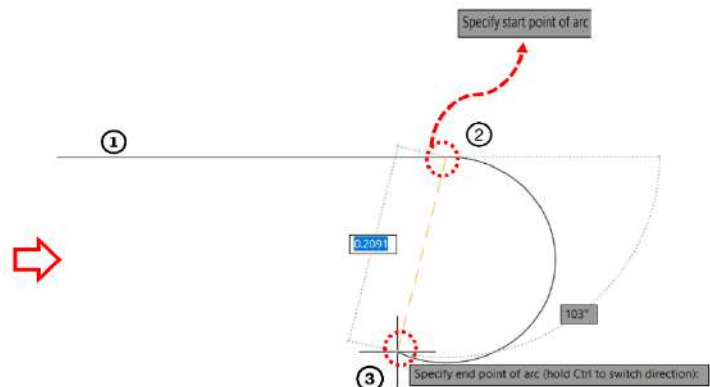 Specify start point of arc
①
②
0.2091
103°
③
Specify end point of arc (hold Ctrl to switch direction):